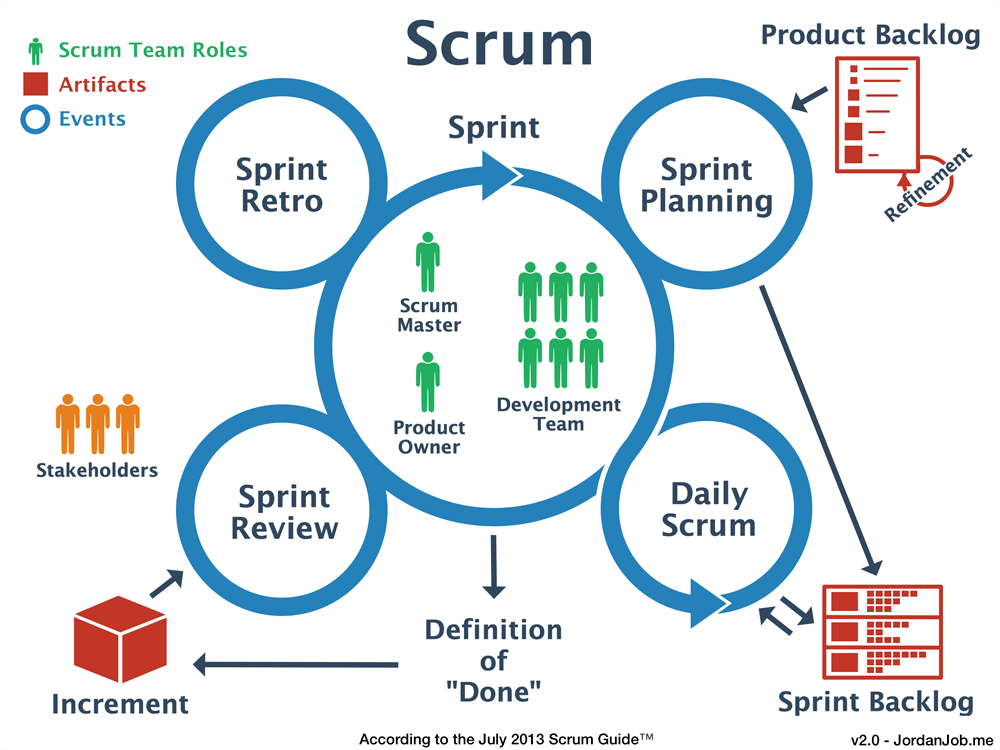 Scrum
Scrum Team Roles
Artifacts
Events
Product Backlog
Refinement
Sprint
Sprint
Retro
Sprint
Planning
Scrum
Master
Product
Owner
Development
Team
Stakeholders
Sprint
Review
Daily
Scrum
Definition
of
"Done"
Increment
Sprint Backlog
According to the July 2013 Scrum Guide™
v2.0 - JordanJob.me